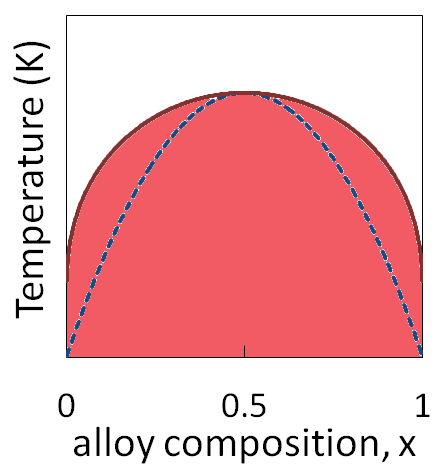 Temperature (K)
0 0.5 1
alloy composition, x